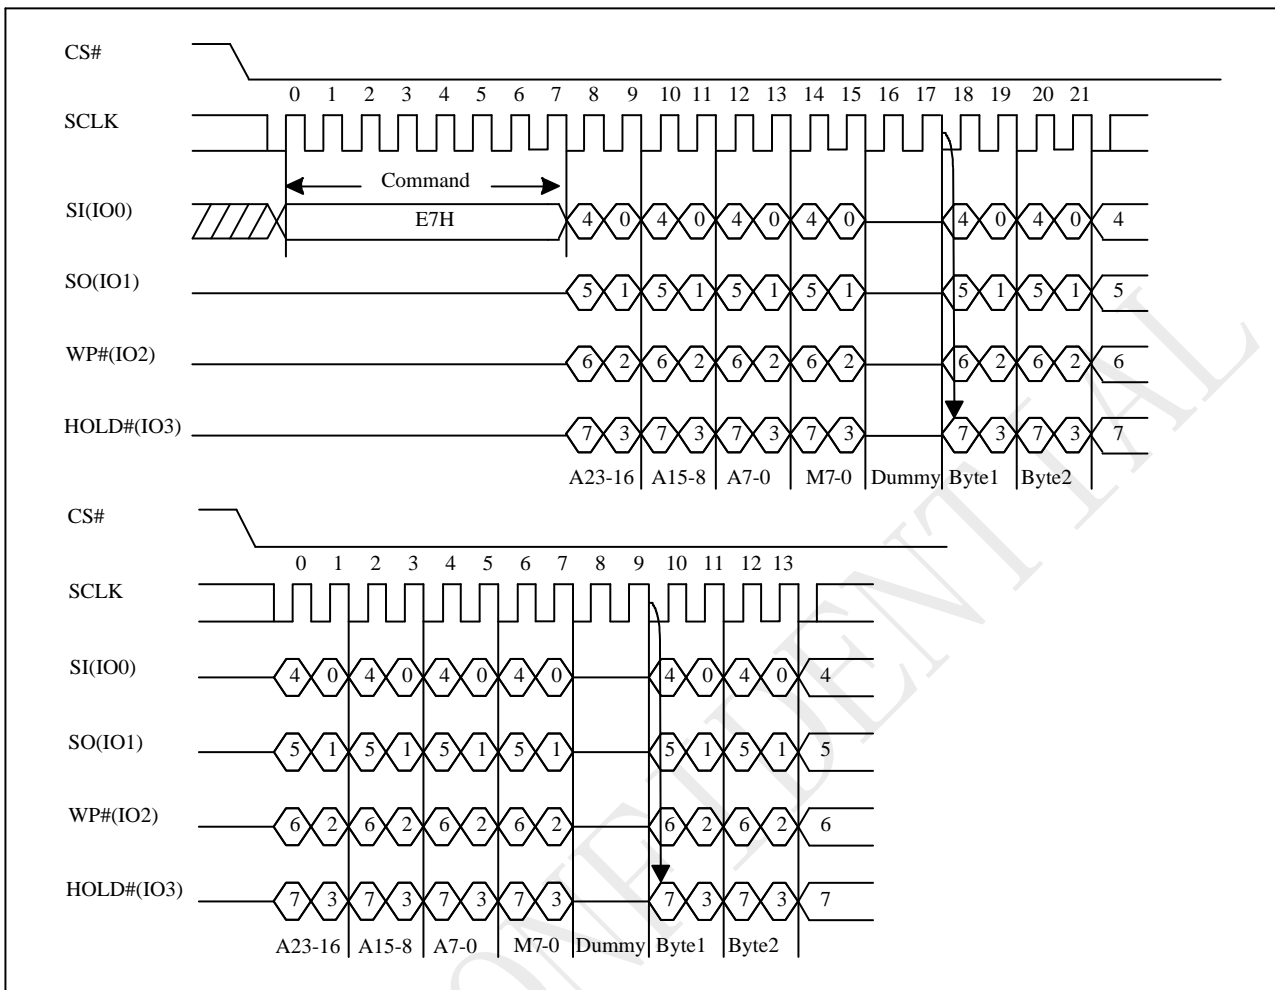 CS#
0 1 2 3 4 5 6 7 8 9 10 11 12 13 14 15 16 17 18 19 20 21
SCLK
Command
SI(IO0) E7H 4 0 4 0 4 0 4 0 4 0 4 0 4
SO(IO1) 5 1 5 1 5 1 5 1 5 1 5 1 5
WP#(IO2) 6 2 6 2 6 2 6 2 6 2 6 2 6
HOLD#(IO3) 7 3 7 3 7 3 7 3 7 3 7 3 7
A23-16 A15-8 A7-0 M7-0 Dummy Byte1 Byte2
CS#
0 1 2 3 4 5 6 7 8 9 10 11 12 13
SCLK
SI(IO0) 4 0 4 0 4 0 4 0 4 0 4 0 4
SO(IO1) 5 1 5 1 5 1 5 1 5 1 5 1 5
WP#(IO2) 6 2 6 2 6 2 6 2 6 2 6 2 6
HOLD#(IO3) 7 3 7 3 7 3 7 3 7 3 7 3 7
A23-16 A15-8 A7-0 M7-0 Dummy Byte1 Byte2
ONFIDENTIAL